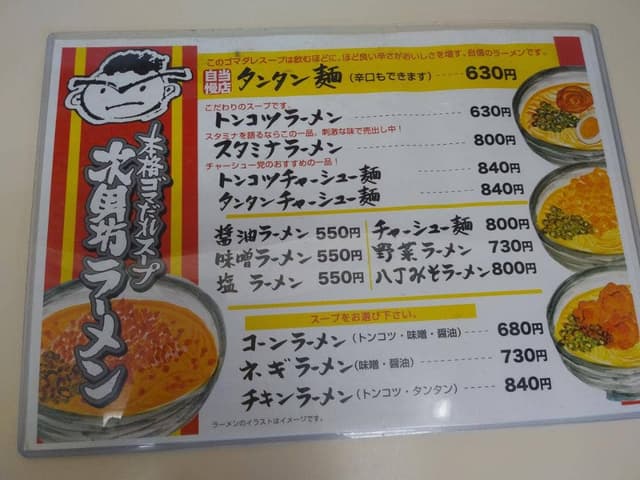 本格ゴマだれスープ
次男坊ラーメン
このゴマダレスープは飲むほどに、ほど良い辛さがおいしさを増す、自信のラーメンです。
当店自慢 タンタン麺 (辛口もできます) 630円
こだわりのスープです。
トンコツラーメン 630円
スタミナを語るならこの一品。刺激な味で売出し中!
スタミナラーメン 800円
チャーシュー党のおすすめの一品!
トンコツチャーシュー麺 840円
タンタンチャーシュー麺 840円
醤油ラーメン 550円
味噌ラーメン 550円
塩 ラーメン 550円
チャーシュー麺 800円
野菜ラーメン 730円
八丁みそラーメン 800円
スープをお選び下さい。
コーンラーメン (トンコツ・味噌・醤油) 680円
ネギラーメン (味噌・醤油) 730円
チキンラーメン (トンコツ・タンタン) 840円
ラーメンのイラストはイメージです。